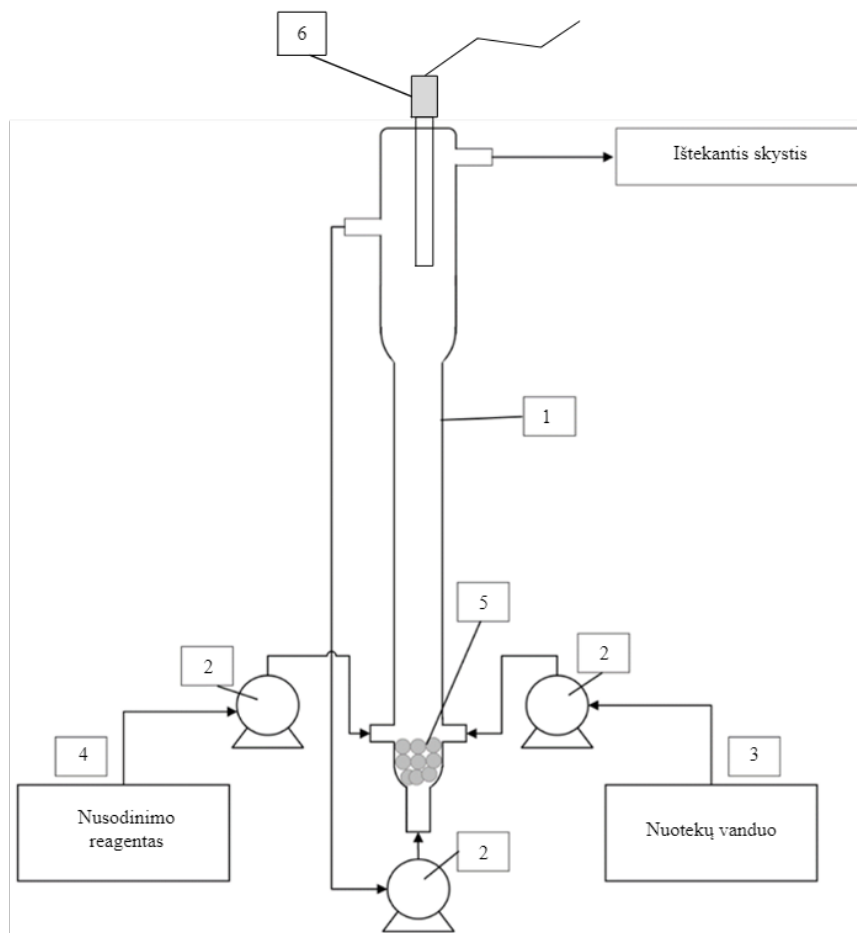 6
Ištekantis skystis
1
5
2
2
4
3
Nusodinimo
reagentas
Nuotekų vanduo
2